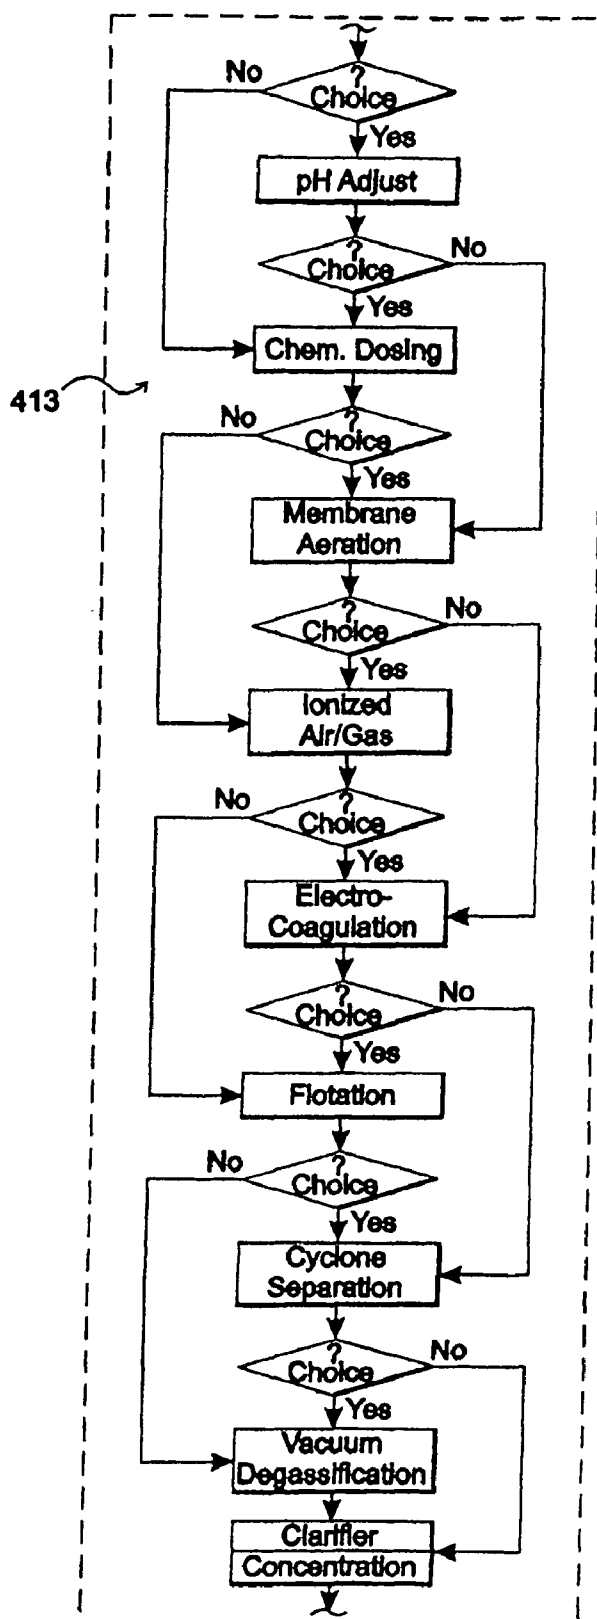 ?
No
Choice
Yes
pH Adjust
?
No
Choice
Yes
Chem. Dosing
413
?
No
Choice
Yes
Membrane
Aeration
?
No
Choice
Yes
Ionized
Air/Gas
?
No
Choice
Yes
Electro-
Coagulation
?
No
Choice
Yes
Flotation
?
No
Choice
Yes
Cyclone
Separation
?
No
Choice
Yes
Vacuum
Degassification
Clarifier
Concentration